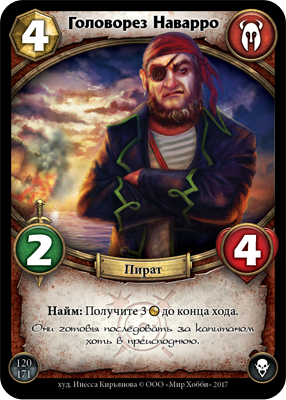 4
Головорез Наварро
2
4
Пират
Найм: Получите 3 до конца хода.
Они готовы последовать за капитаном
хоть в преисподнюю.
120
171
худ. Инесса Кирьянова © ООО «Мир Хобби» 2017